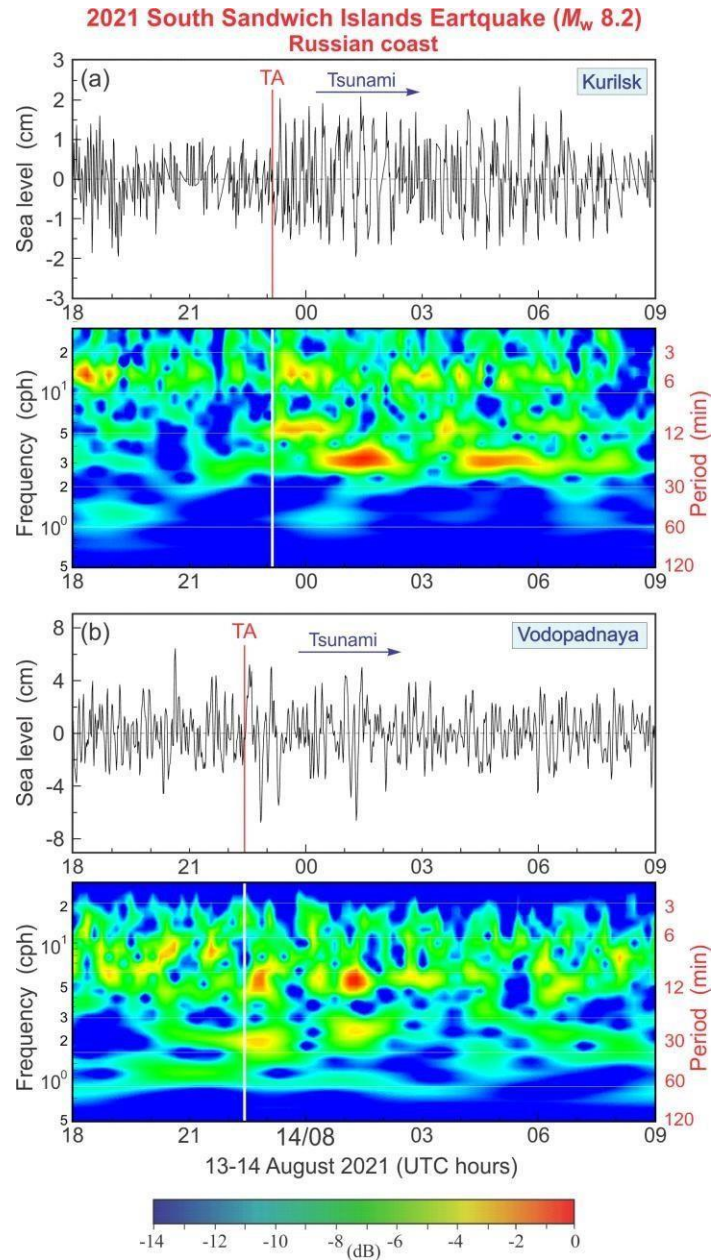 2021 South Sandwich Islands Eartquake (Mw 8.2)
Russian coast
(a)
TA
Tsunami
Kurilsk
Sea level (cm)
3
2
1
0
-1
-2
-3
18 21 00 03 06 09
Frequency (cph)
2
10¹
5
3
2
10⁰
5
3
6
12
30
60
120
Period (min)
18 21 00 03 06 09
(b)
TA
Tsunami
Vodopadnaya
Sea level (cm)
8
4
0
-4
-8
18 21 00 03 06 09
Frequency (cph)
2
10¹
5
3
2
10⁰
5
3
6
12
30
60
120
Period (min)
18 21 14/08 03 06 09
13-14 August 2021 (UTC hours)
-14 -12 -10 -8 -6 -4 -2 0
(dB)